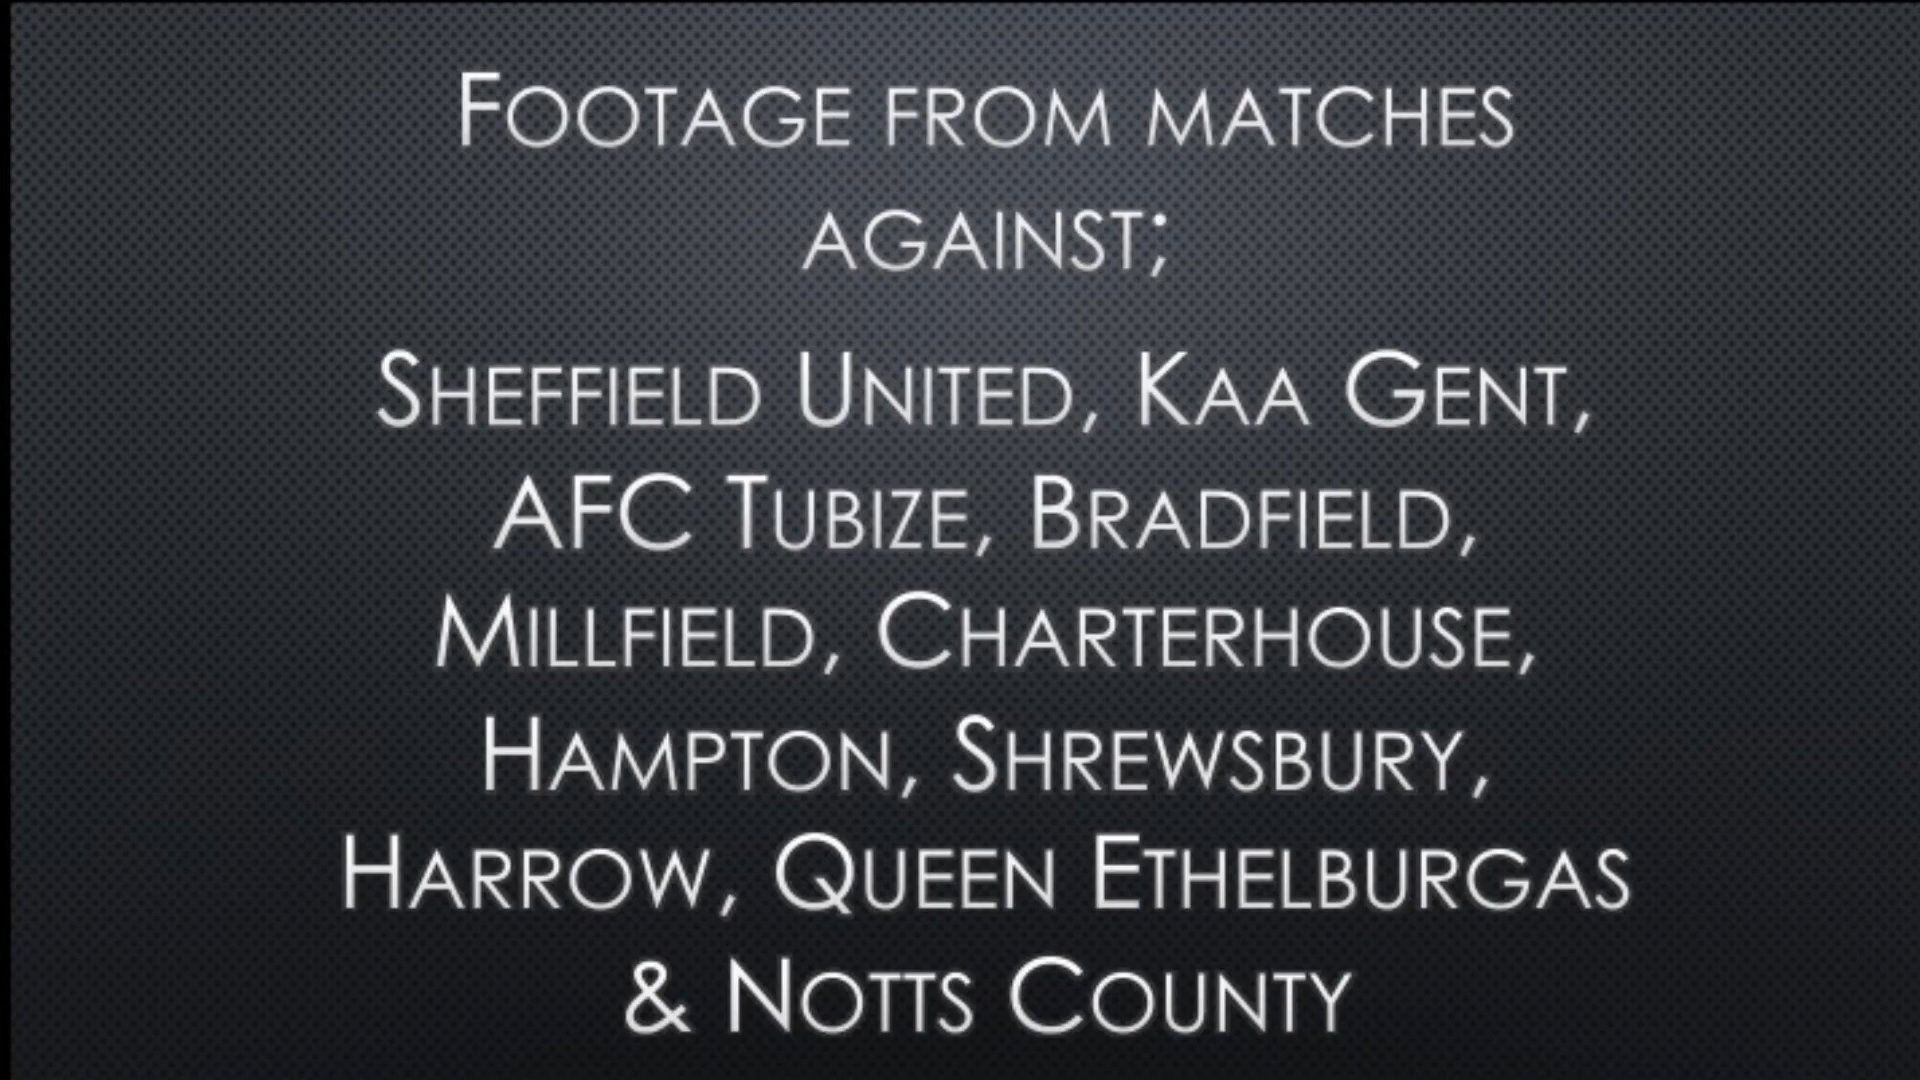 Footage from matches
against;
Sheffield United, Kaa Gent,
AFC Tubize, Bradfield,
Millfield, Charterhouse,
Hampton, Shrewsbury,
Harrow, Queen Ethelburgas
& Notts County